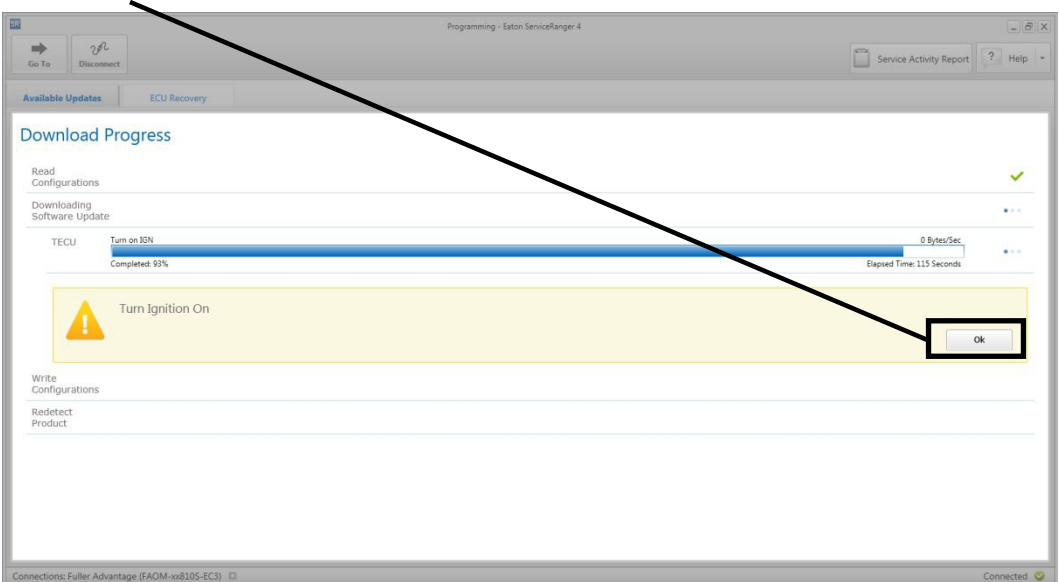 SR
Programming - Eaton ServiceRanger 4
Go To
Disconnect
Service Activity Report
? Help
Available Updates
ECU Recovery
Download Progress
Read
Configurations
Downloading
Software Update
TECU
Turn on IGN
0 Bytes/Sec
Completed: 93%
Elapsed Time: 115 Seconds
Turn Ignition On
Ok
Write
Configurations
Redetect
Product
Connections: Fuller Advantage (FAOM-xx810S-EC3)
Connected